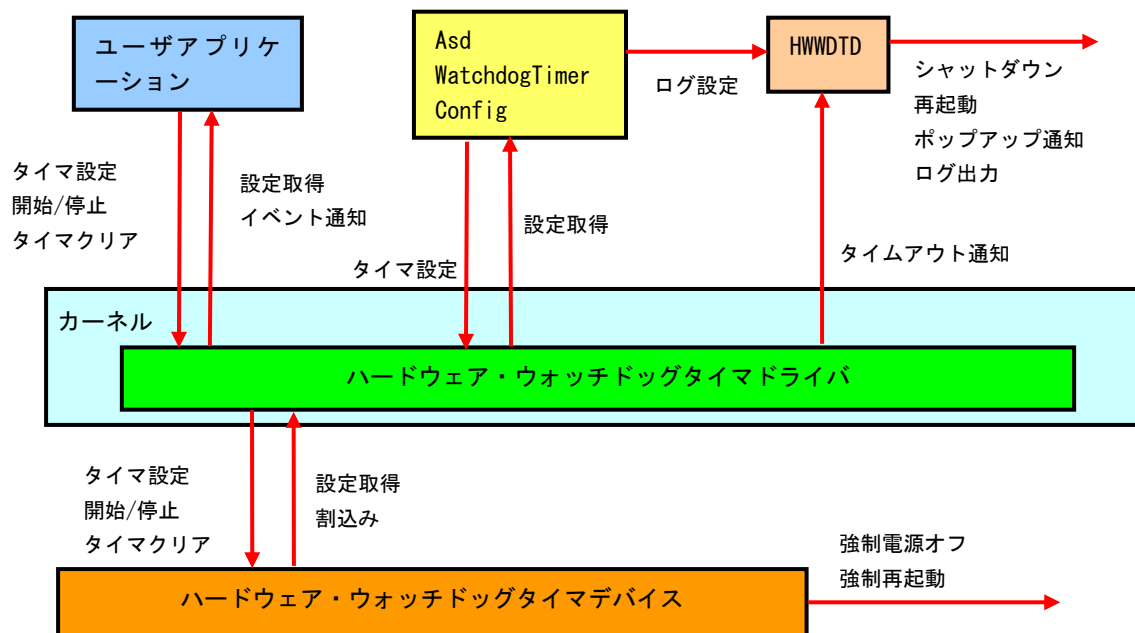 ユーザアプリケ
ーション
Asd
WatchdogTimer
Config
HWWDTD
ログ設定
シャットダウン
再起動
ポップアップ通知
ログ出力
タイマ設定
開始/停止
タイマクリア
設定取得
イベント通知
タイマ設定
設定取得
タイムアウト通知
カーネル
ハードウェア・ウォッチドッグタイマドライバ
タイマ設定
開始/停止
タイマクリア
設定取得
割込み
強制電源オフ
強制再起動
ハードウェア・ウォッチドッグタイマデバイス